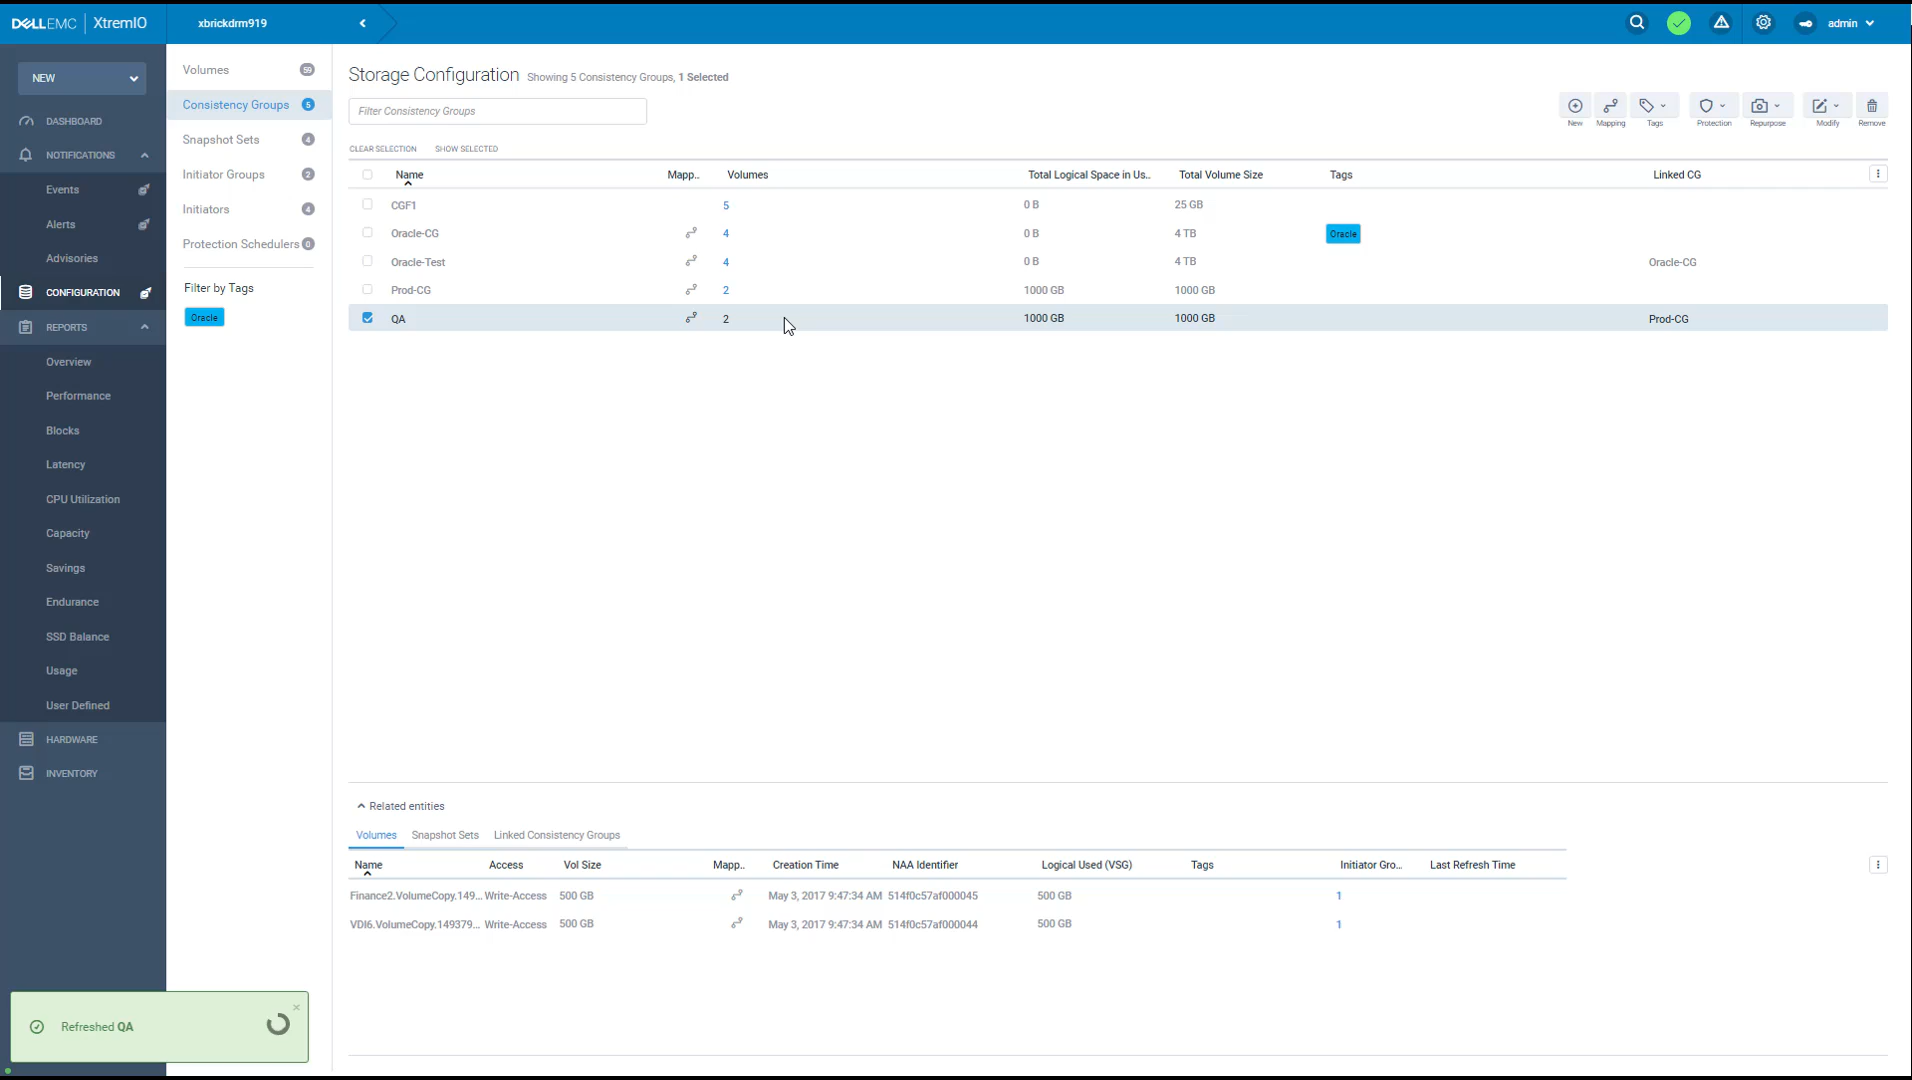 DELLEMC | XtremIO
xbrickdrm919
admin
NEW
DASHBOARD
NOTIFICATIONS
Events
Alerts
Advisories
CONFIGURATION
REPORTS
Overview
Performance
Blocks
Latency
CPU Utilization
Capacity
Savings
Endurance
SSD Balance
Usage
User Defined
HARDWARE
INVENTORY
Volumes 59
Consistency Groups 5
Snapshot Sets 4
Initiator Groups 2
Initiators 4
Protection Schedulers 0
Filter by Tags
Oracle
Storage Configuration Showing 5 Consistency Groups, 1 Selected
Filter Consistency Groups
New Mapping Tags Protection Repurpose Modify Remove
CLEAR SELECTION SHOW SELECTED
Name Mapp.. Volumes Total Logical Space in Us.. Total Volume Size Tags Linked CG
CGF1 5 0 B 25 GB
Oracle-CG 4 0 B 4 TB Oracle
Oracle-Test 4 0 B 4 TB Oracle-CG
Prod-CG 2 1000 GB 1000 GB
QA 2 1000 GB 1000 GB Prod-CG
Related entities
Volumes Snapshot Sets Linked Consistency Groups
Name Access Vol Size Mapp.. Creation Time NAA Identifier Logical Used (VSG) Tags Initiator Gro... Last Refresh Time
Finance2.VolumeCopy.149... Write-Access 500 GB May 3, 2017 9:47:34 AM 514f0c57af000045 500 GB 1
VDI6.VolumeCopy.149379... Write-Access 500 GB May 3, 2017 9:47:34 AM 514f0c57af000044 500 GB 1
Refreshed QA